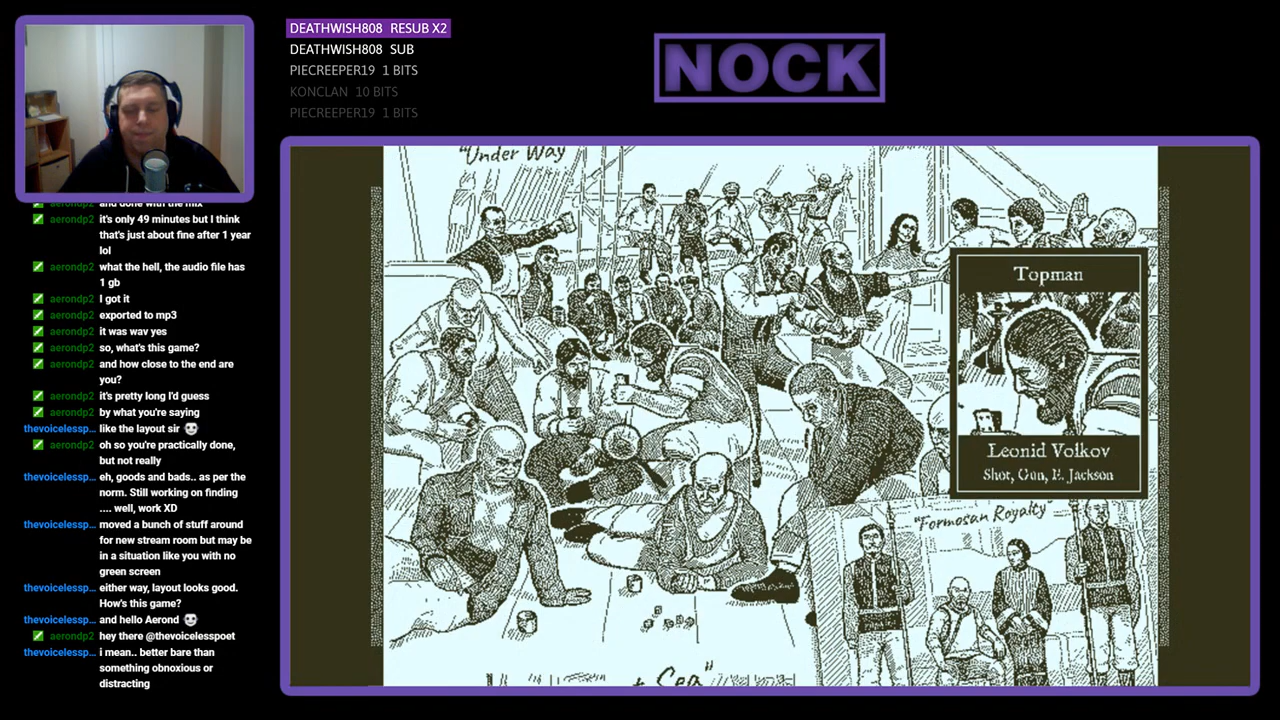 DEATHWISH808 RESUB X2
DEATHWISH808 SUB
PIECREEPER19 1 BITS
KONCLAN 10 BITS
PIECREEPER19 1 BITS
NOCK
and done with the mix
aerondp2 it's only 49 minutes but I think
that's just about fine after 1 year
lol
aerondp2 what the hell, the audio file has
1 gb
aerondp2 I got it
aerondp2 exported to mp3
aerondp2 it was wav yes
aerondp2 so, what's this game?
aerondp2 and how close to the end are
you?
aerondp2 it's pretty long I'd guess
aerondp2 by what you're saying
thevoicelessp... like the layout sir
aerondp2 oh so you're practically done,
but not really
thevoicelessp... eh, goods and bads.. as per the
norm. Still working on finding
.... well, work XD
thevoicelessp... moved a bunch of stuff around
for new stream room but may be
in a situation like you with no
green screen
thevoicelessp... either way, layout looks good.
How's this game?
thevoicelessp... and hello Aerond
aerondp2 hey there @thevoicelesspoet
thevoicelessp... i mean.. better bare than
something obnoxious or
distracting
"Under Way
Topman
Leonid Volkov
Shot, Gun, H. Jackson
"Formosan Royalty"
Sea"